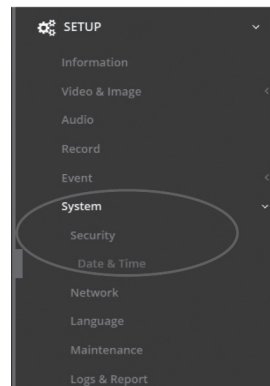 SETUP
Information
Video & Image
Audio
Record
Event
System
Security
Date & Time
Network
Language
Maintenance
Logs & Report